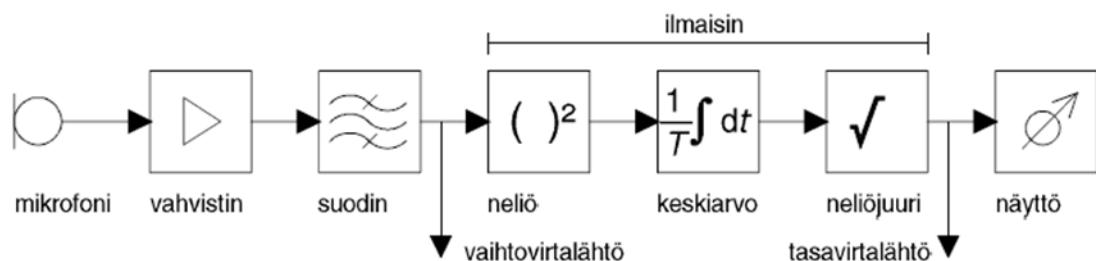 ilmaisin
( )² 1/T ∫ dt √
mikrofoni vahvistin suodin neliö keskiarvo neliöjuuri näyttö
vaihtovirtalähtö tasavirtalähtö